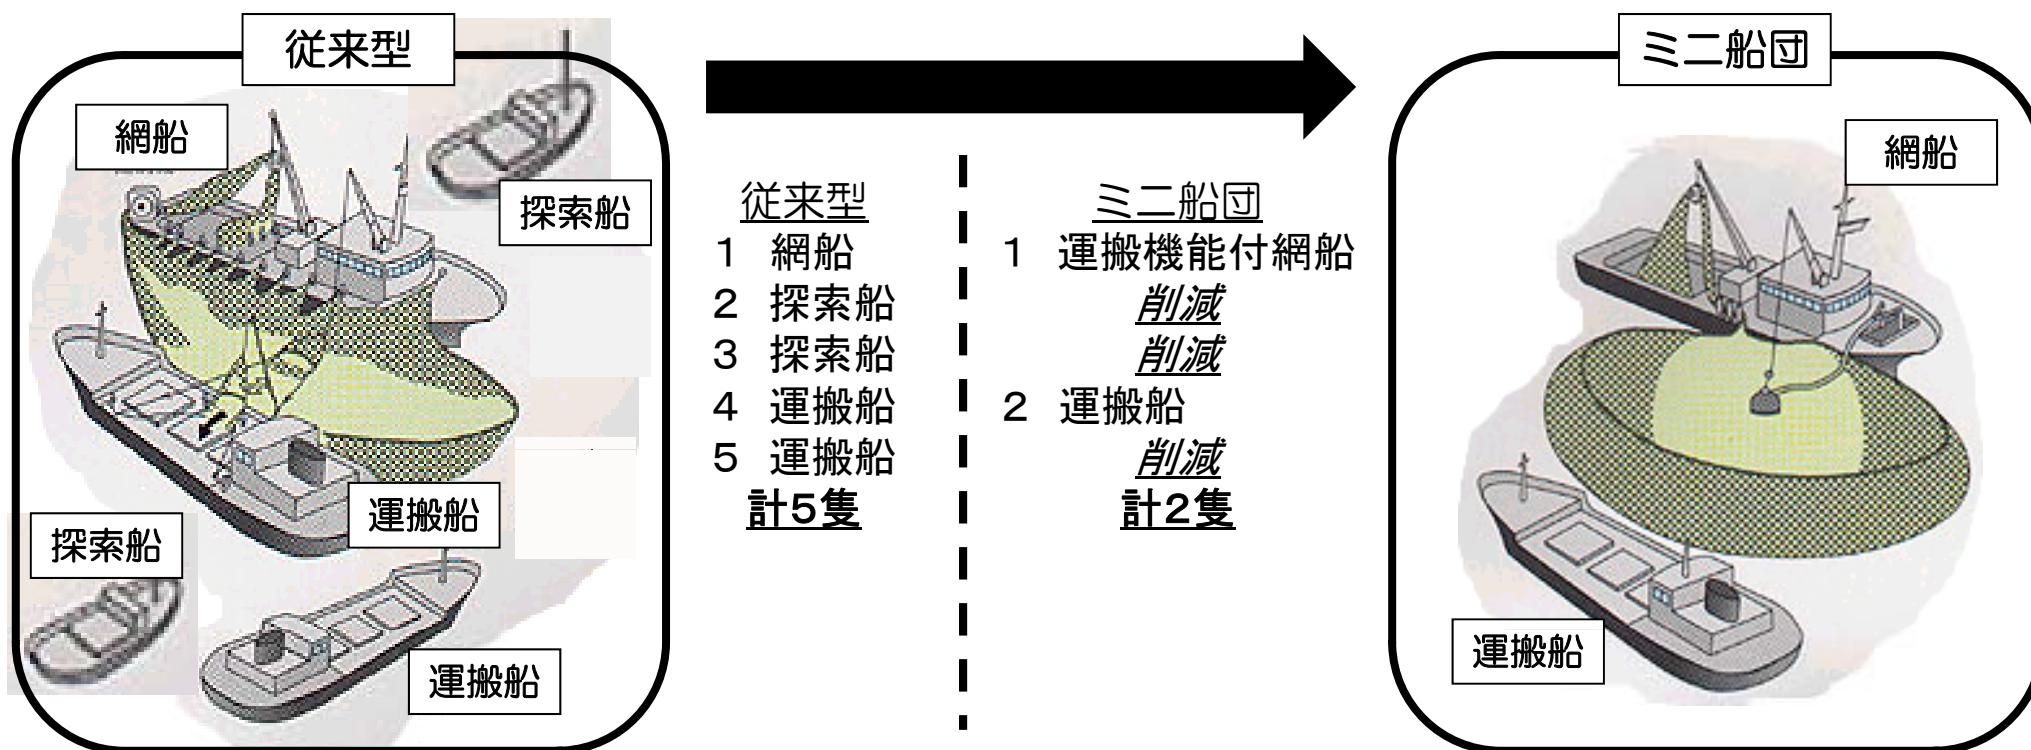 従来型
網船
探索船
運搬船
探索船
運搬船
従来型
1 網船
2 探索船
3 探索船
4 運搬船
5 運搬船
計5隻
ミニ船団
1 運搬機能付網船
削減
削減
2 運搬船
削減
計2隻
ミニ船団
網船
運搬船